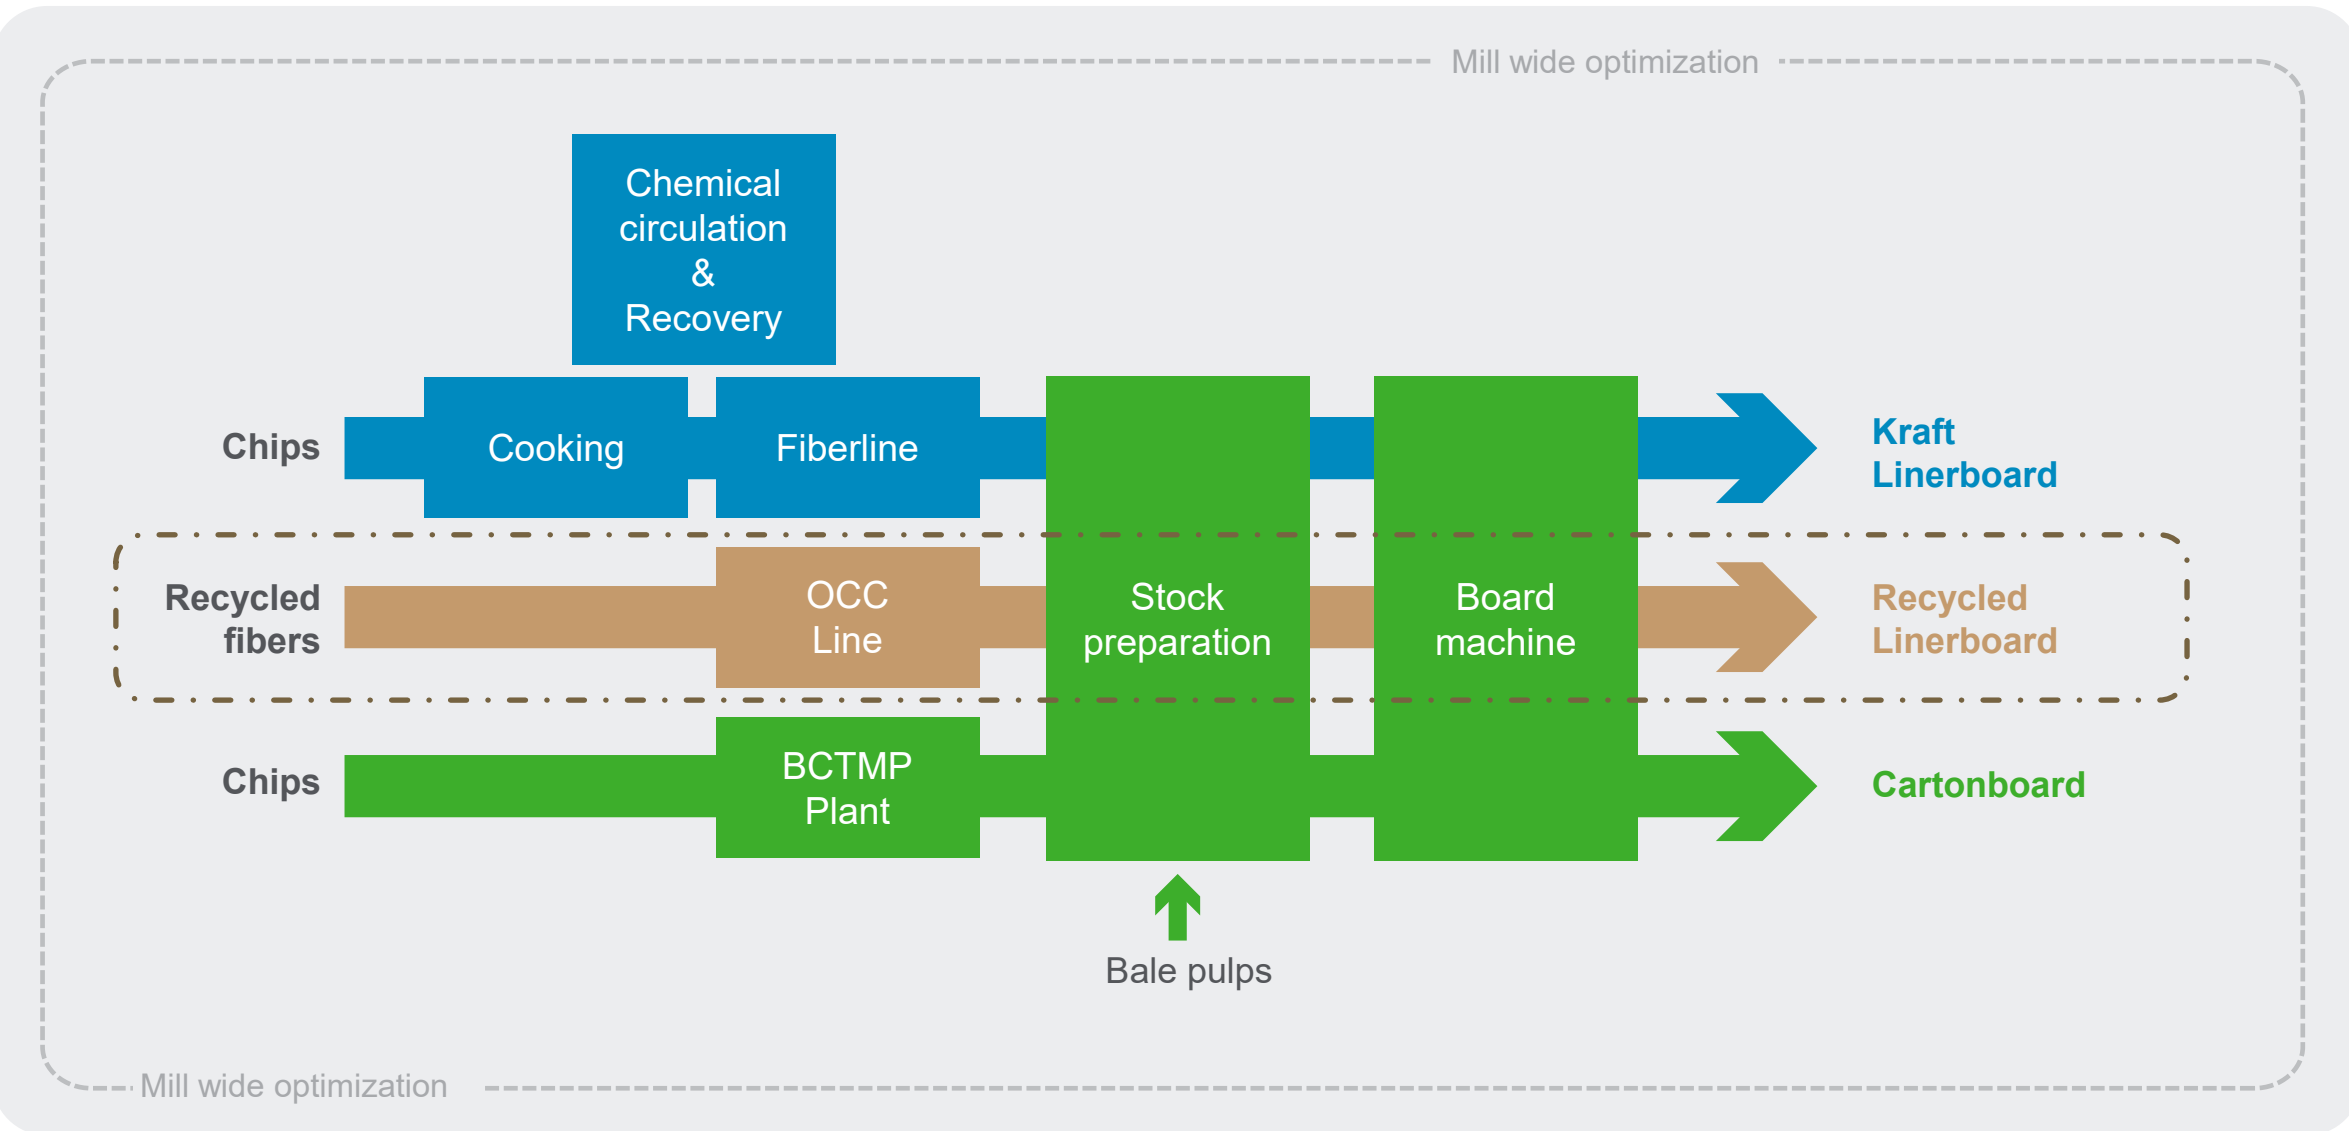 Mill wide optimization
Chemical
circulation
&
Recovery
Chips
Cooking
Fiberline
Kraft
Linerboard
Recycled
fibers
OCC
Line
Stock
preparation
Board
machine
Recycled
Linerboard
Chips
BCTMP
Plant
Cartonboard
Bale pulps
Mill wide optimization